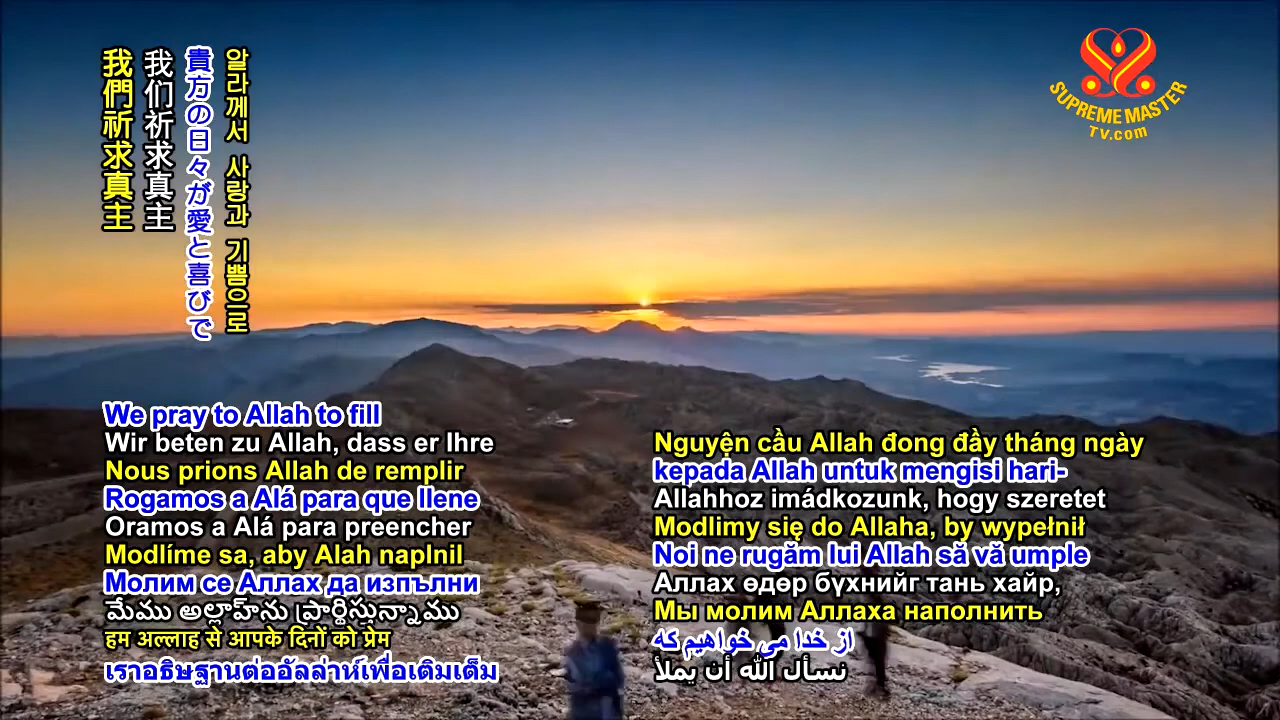 我們祈求真主
我们祈求真主
貴方の日々が愛と喜びで
알라께서 사랑과 기쁨으로
SUPREME MASTER
TV.com
We pray to Allah to fill
Wir beten zu Allah, dass er Ihre
Nous prions Allah de remplir
Rogamos a Alá para que llene
Oramos a Alá para preencher
Modlíme sa, aby Alah naplnil
Молим се Аллах да изпълни
మేము అల్లాహ్‌ను ప్రార్థిస్తున్నాము
हम अल्लाह से आपके दिनों को प्रेम
เราอธิษฐานต่ออัลล่าห์เพื่อเติมเต็ม
Nguyện cầu Allah đong đầy tháng ngày
kepada Allah untuk mengisi hari-
Allahhoz imádkozunk, hogy szeretet
Modlimy się do Allaha, by wypełnił
Noi ne rugăm lui Allah să vă umple
Аллах өдөр бүхнийг тань хайр,
Мы молим Аллаха наполнить
از خدا می خواهیم که
نسأل الله أن يملأ